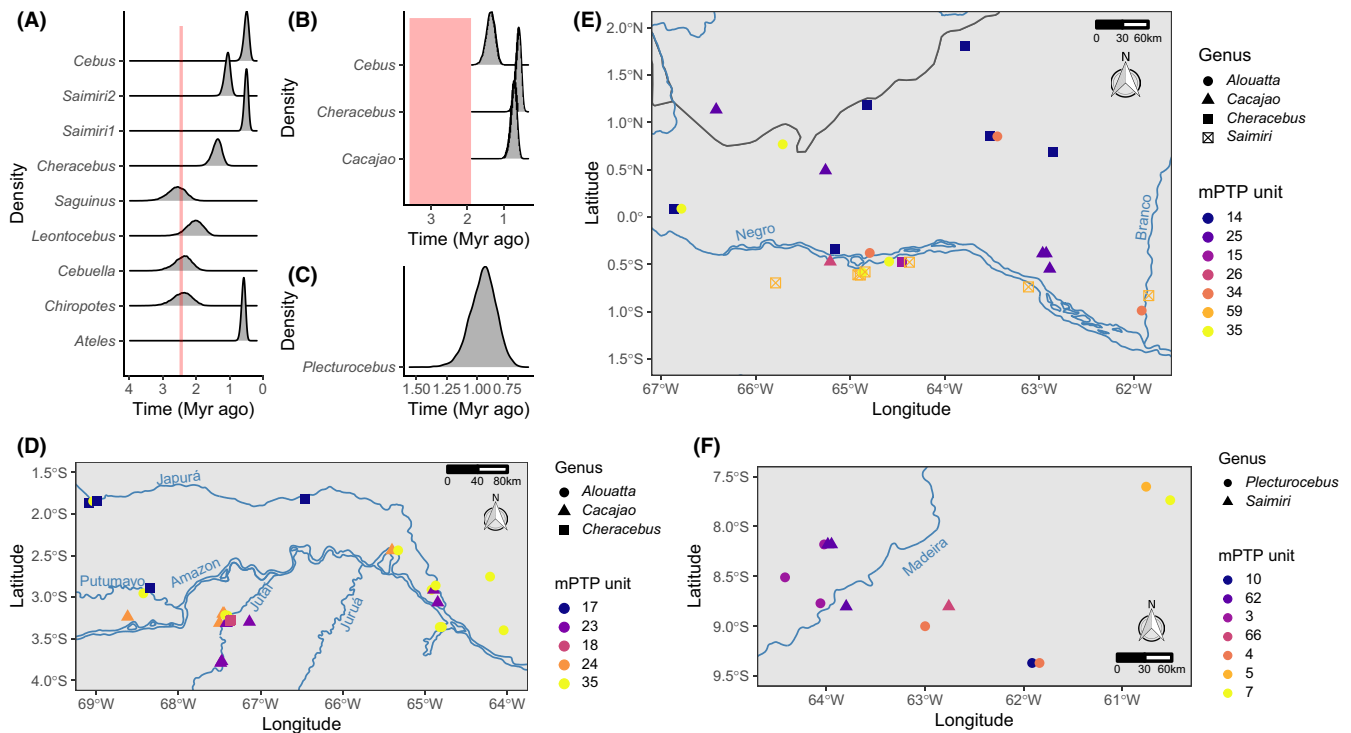 (A)
Density
Cebus
Saimiri2
Saimiri1
Cheracebus
Saguinus
Leontocebus
Cebuella
Chiropotes
Ateles
4 3 2 1 0
Time (Myr ago)
(B)
Density
Cebus
Cheracebus
Cacajao
3 2 1
Time (Myr ago)
(C)
Density
Plecturocebus
1.50 1.25 1.00 0.75
Time (Myr ago)
(E)
Latitude
2.0°N
1.5°N
1.0°N
0.5°N
0.0°
0.5°S
1.0°S
1.5°S
0 30 60km
N
Negro
Branco
67°W 66°W 65°W 64°W 63°W 62°W
Longitude
Genus
Alouatta
Cacajao
Cheracebus
Saimiri
mPTP unit
14
25
15
26
34
59
35
(D)
Latitude
1.5°S
2.0°S
2.5°S
3.0°S
3.5°S
4.0°S
0 40 80km
N
Japurá
Putumayo
Amazon
Jutaí
Juruá
69°W 68°W 67°W 66°W 65°W 64°W
Longitude
Genus
Alouatta
Cacajao
Cheracebus
mPTP unit
17
23
18
24
35
(F)
Latitude
7.5°S
8.0°S
8.5°S
9.0°S
9.5°S
Madeira
N
0 30 60km
64°W 63°W 62°W 61°W
Longitude
Genus
Plecturocebus
Saimiri
mPTP unit
10
62
3
66
4
5
7